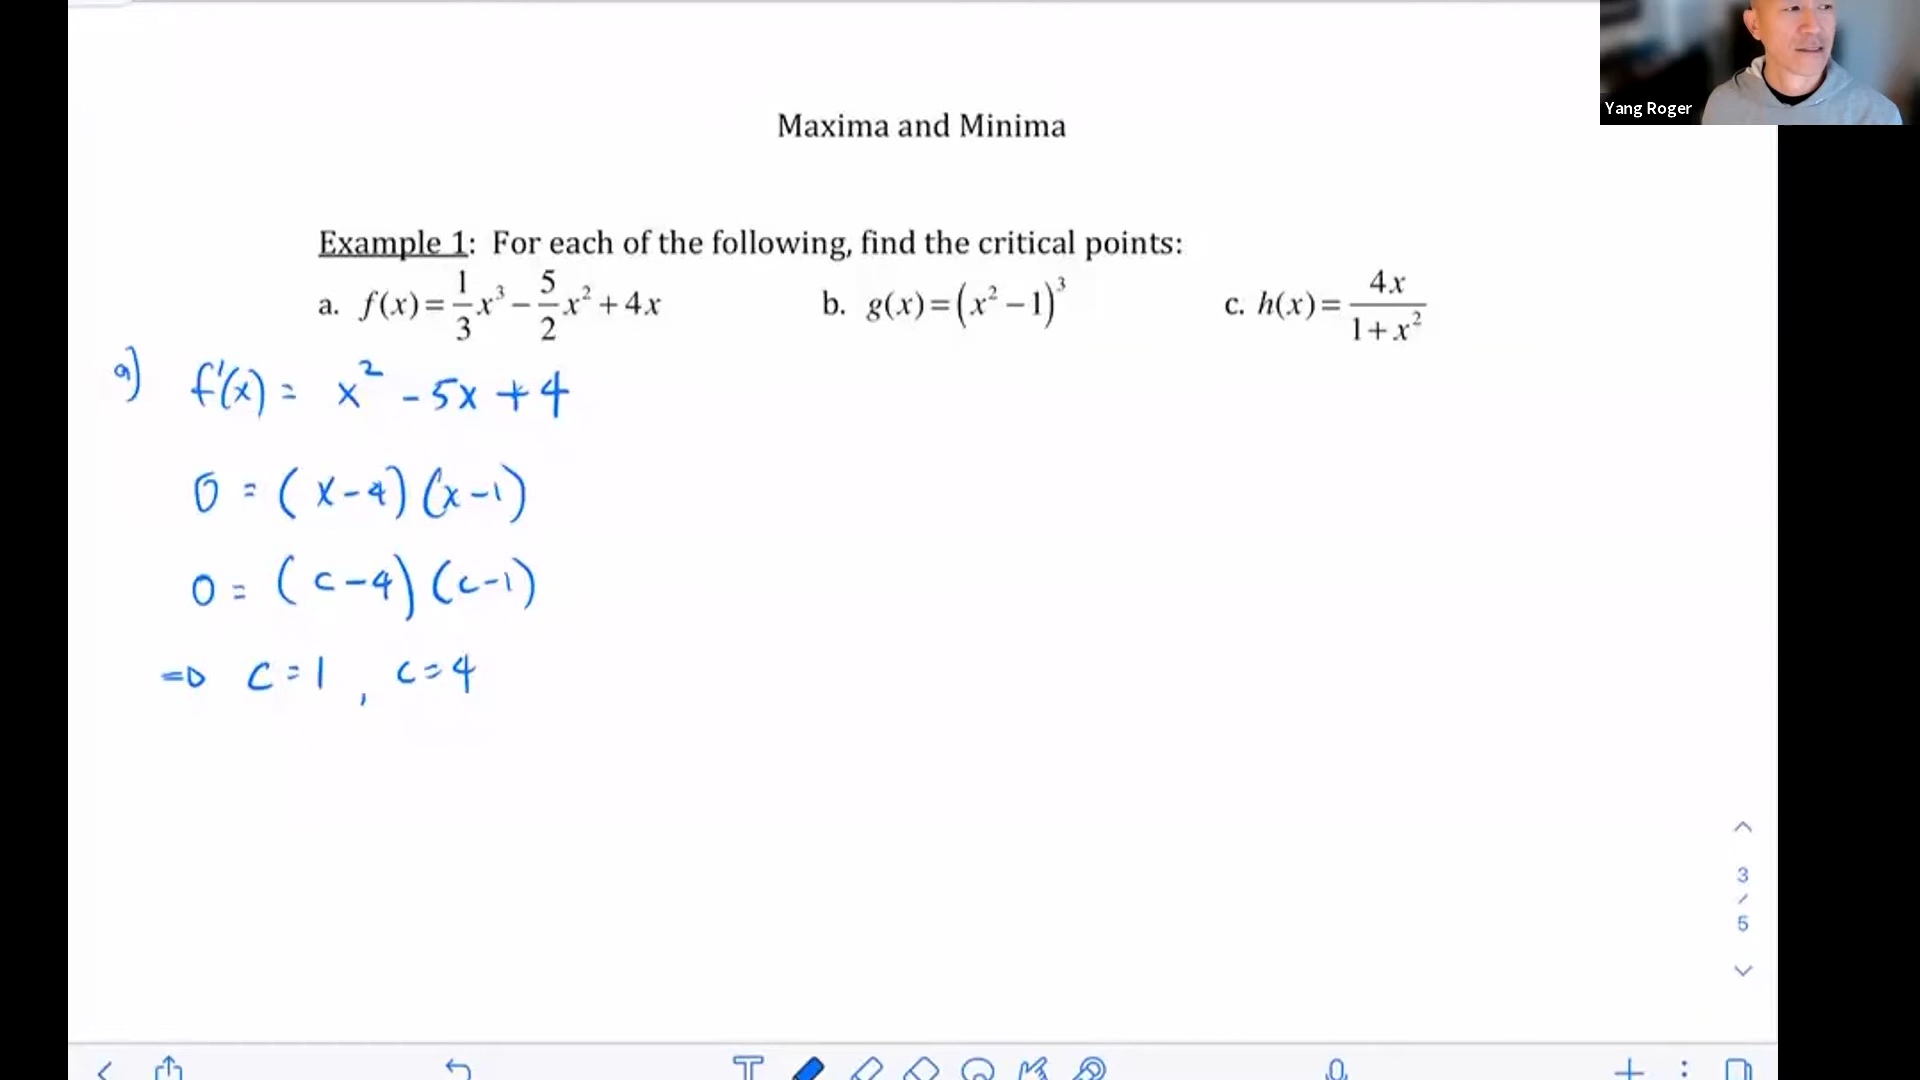 Yang Roger
Maxima and Minima
Example 1: For each of the following, find the critical points:
a. f(x) = 1/3 x³ − 5/2 x² + 4x b. g(x) = (x² − 1)³ c. h(x) = 4x/(1 + x²)
a) f'(x) = x² - 5x + 4
0 = (x-4)(x-1)
0 = (c-4)(c-1)
⇒ c = 1, c = 4
3
/
5
T